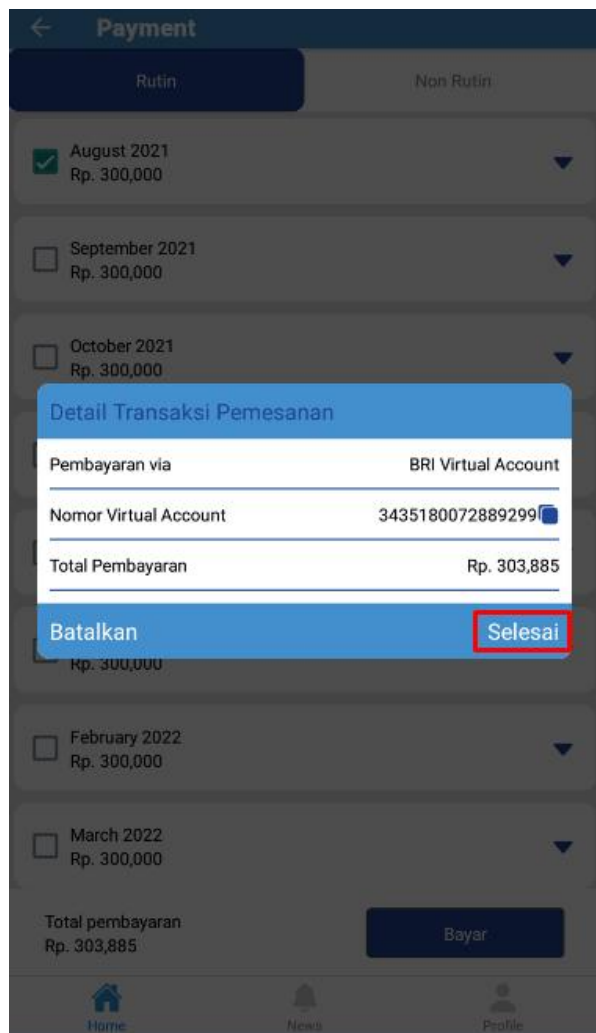 Payment
Rutin
Non Rutin
August 2021
Rp. 300,000
September 2021
Rp. 300,000
October 2021
Rp. 300,000
Detail Transaksi Pemesanan
Pembayaran via BRI Virtual Account
Nomor Virtual Account 3435180072889299
Total Pembayaran Rp. 303,885
Batalkan Selesai
Rp. 300,000
February 2022
Rp. 300,000
March 2022
Rp. 300,000
Total pembayaran
Rp. 303,885
Bayar
Home News Profile